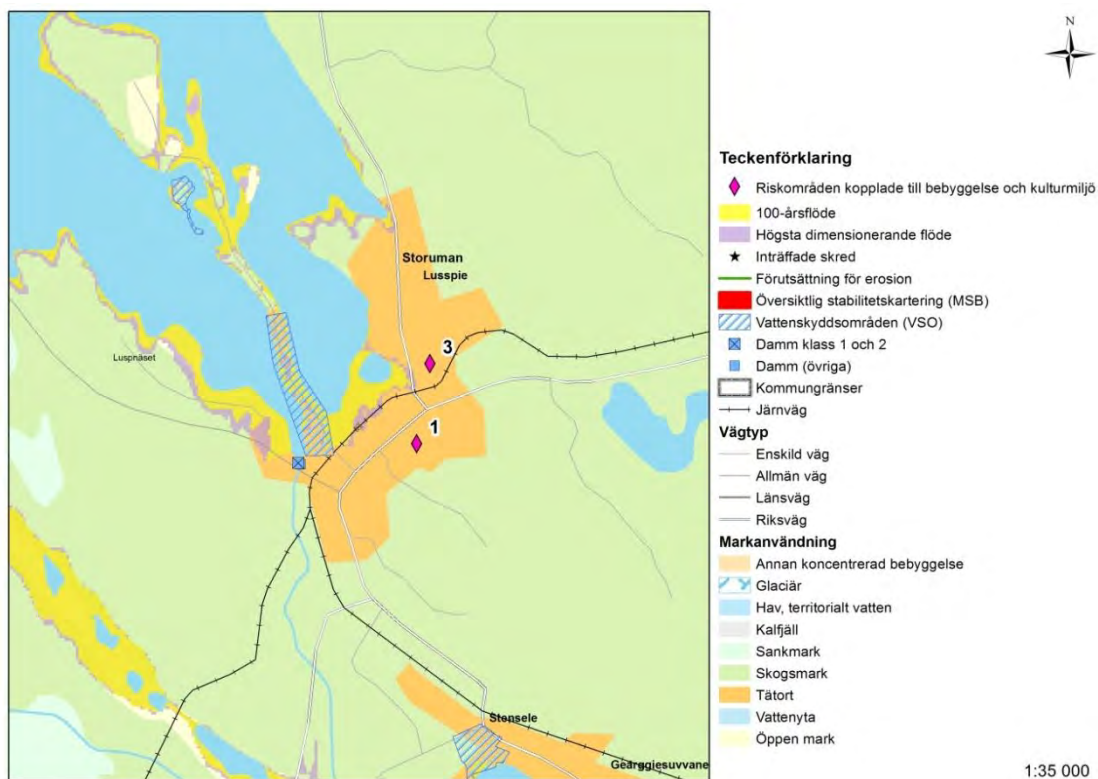 N
Storuman
Lusspie
Luspnäset
3
1
Stensele
Gearggiesuvvane
Teckenförklaring
Riskområden kopplade till bebyggelse och kulturmiljö
100-årsflöde
Högsta dimensionerande flöde
Inträffade skred
Förutsättning för erosion
Översiktlig stabilitetskartering (MSB)
Vattenskyddsområden (VSO)
Damm klass 1 och 2
Damm (övriga)
Kommungränser
Järnväg
Vägtyp
Enskild väg
Allmän väg
Länsväg
Riksväg
Markanvändning
Annan koncentrerad bebyggelse
Glaciär
Hav, territorialt vatten
Kalfjäll
Sankmark
Skogsmark
Tätort
Vattenyta
Öppen mark
1:35 000